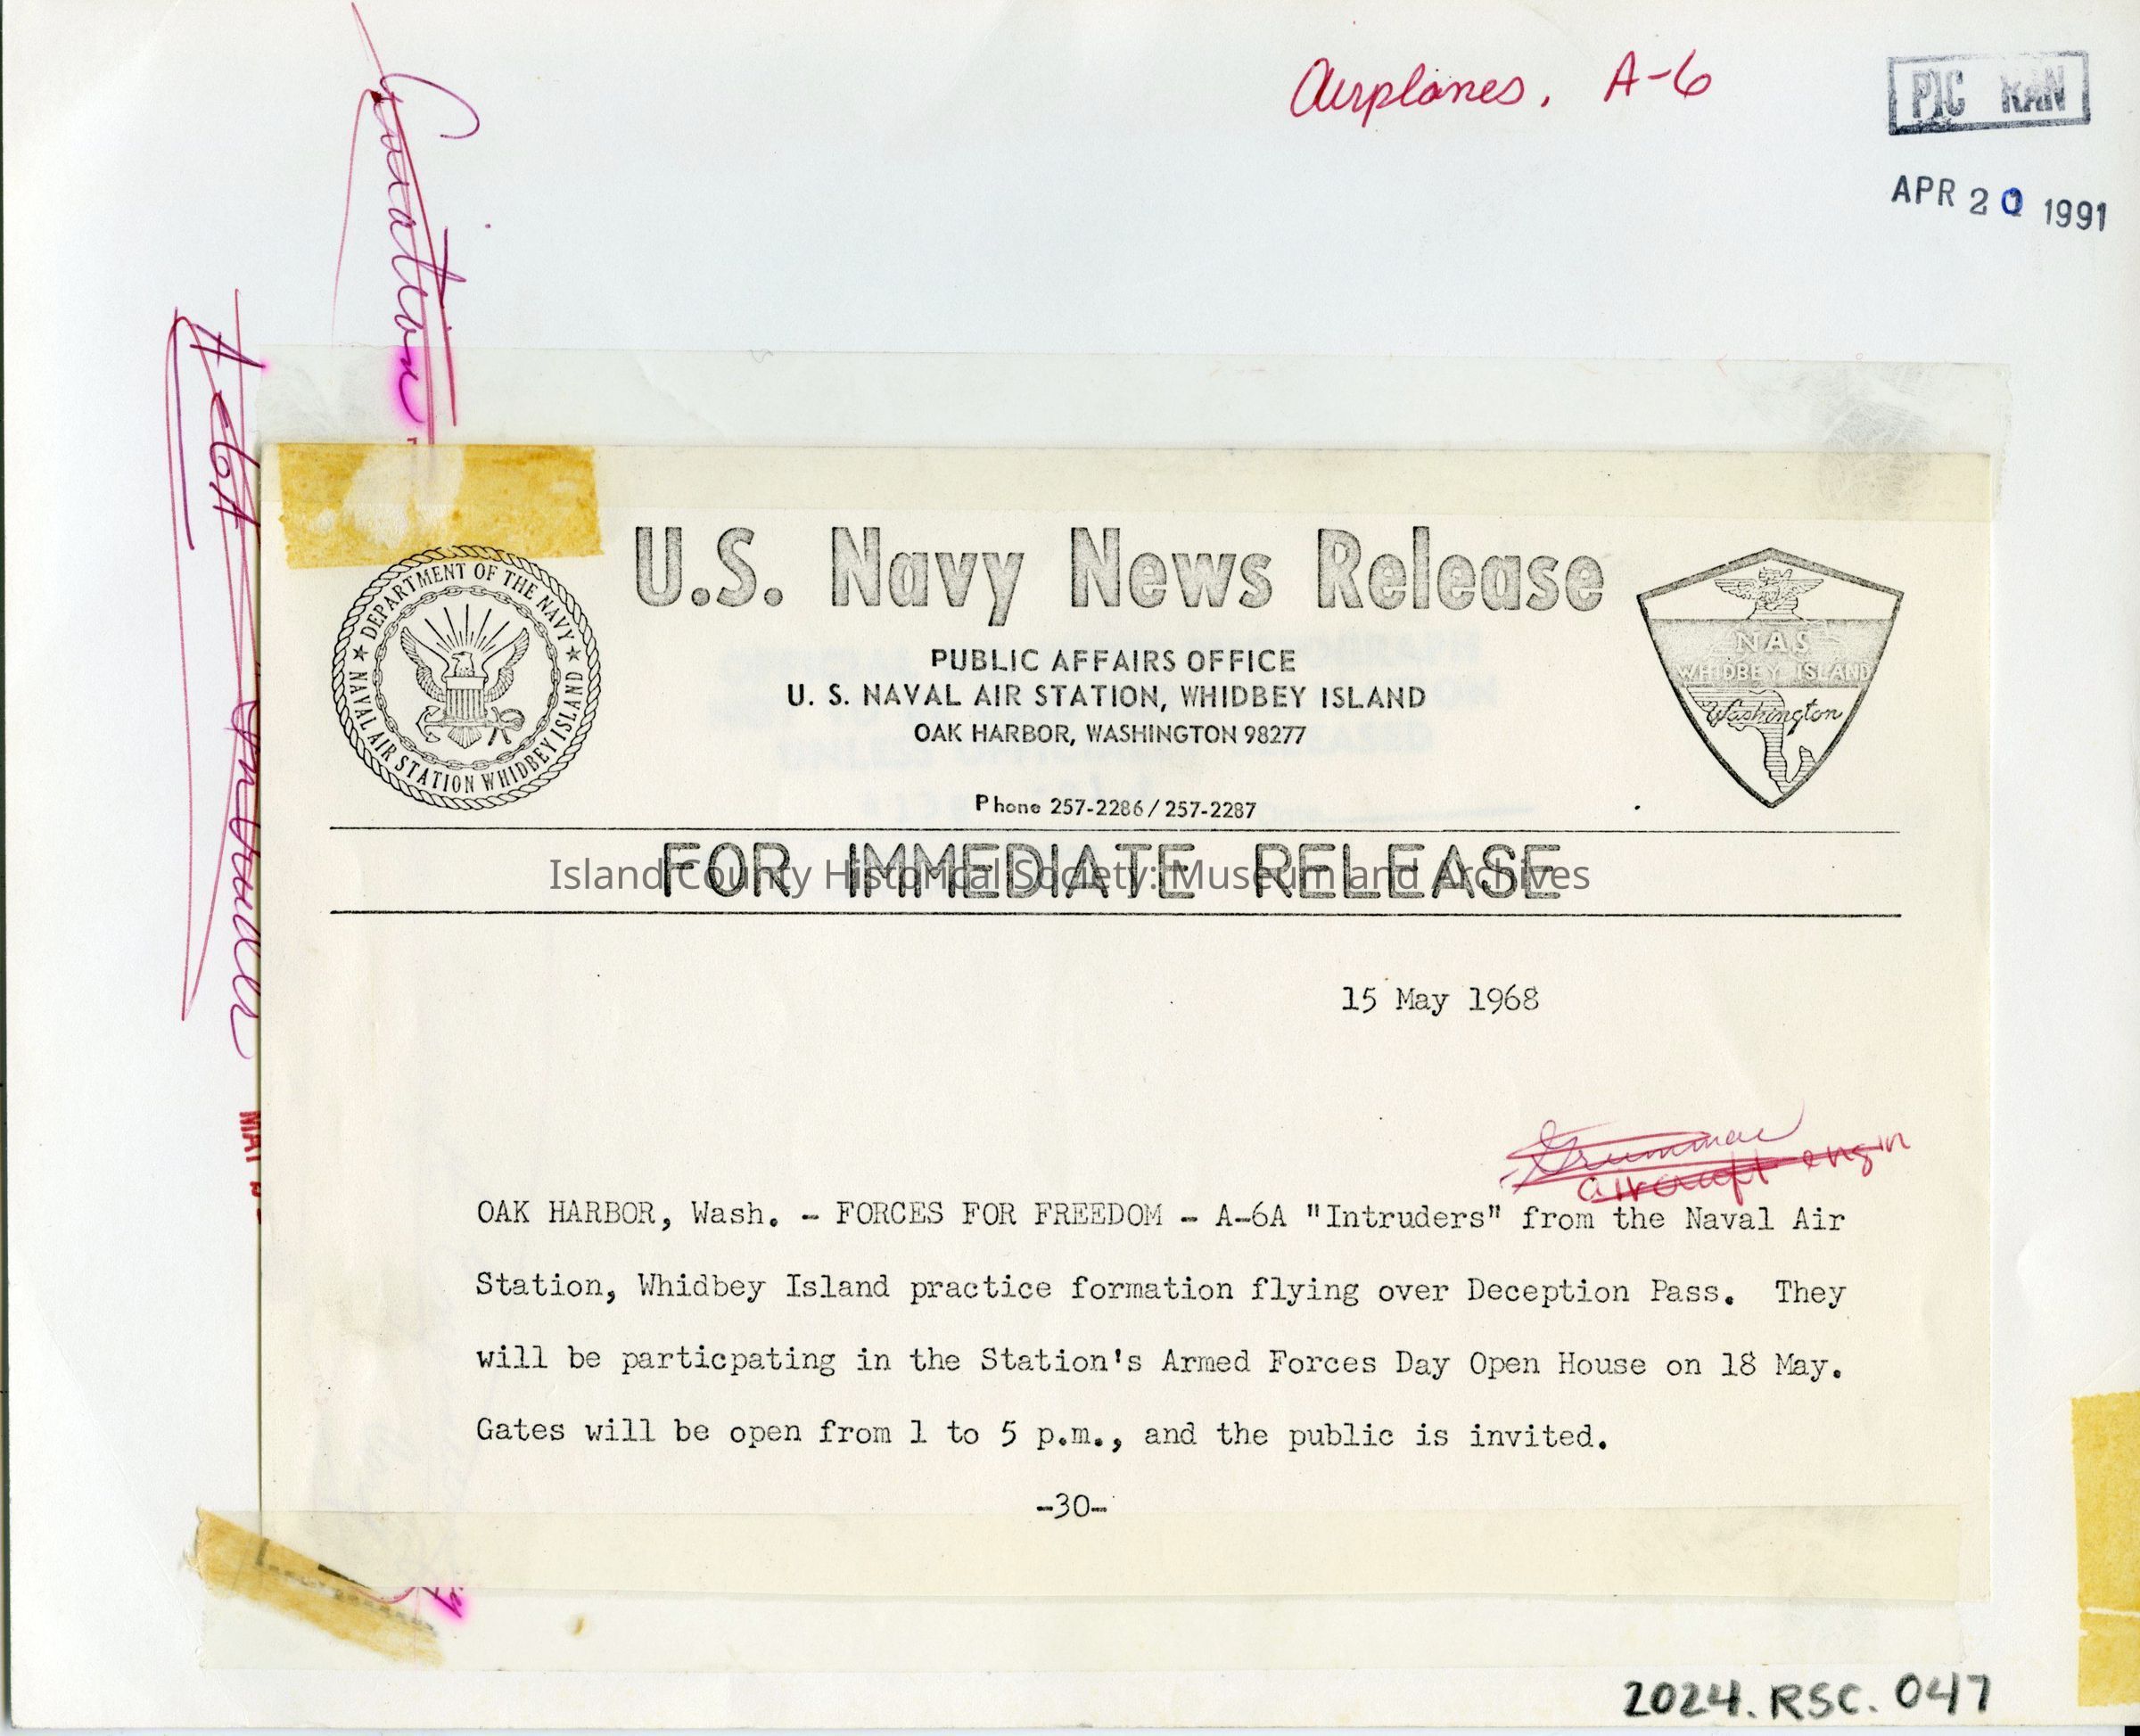 Airplanes. A-6
PIC RAN
APR 20 1991
Aviation
A-6A Intruder
DEPARTMENT OF THE NAVY
NAVAL AIR STATION WHIDBEY ISLAND
U.S. Navy News Release
PUBLIC AFFAIRS OFFICE
U. S. NAVAL AIR STATION, WHIDBEY ISLAND
OAK HARBOR, WASHINGTON 98277
Phone 257-2286/257-2287
NAS
WHIDBEY ISLAND
Washington
FOR IMMEDIATE RELEASE
Island County Historical Society: Museum and Archives
15 May 1968
aircraft engin
OAK HARBOR, Wash. - FORCES FOR FREEDOM - A-6A "Intruders" from the Naval Air
Station, Whidbey Island practice formation flying over Deception Pass. They
will be particpating in the Station's Armed Forces Day Open House on 18 May.
Gates will be open from 1 to 5 p.m., and the public is invited.
-30-
2024.RSC.047